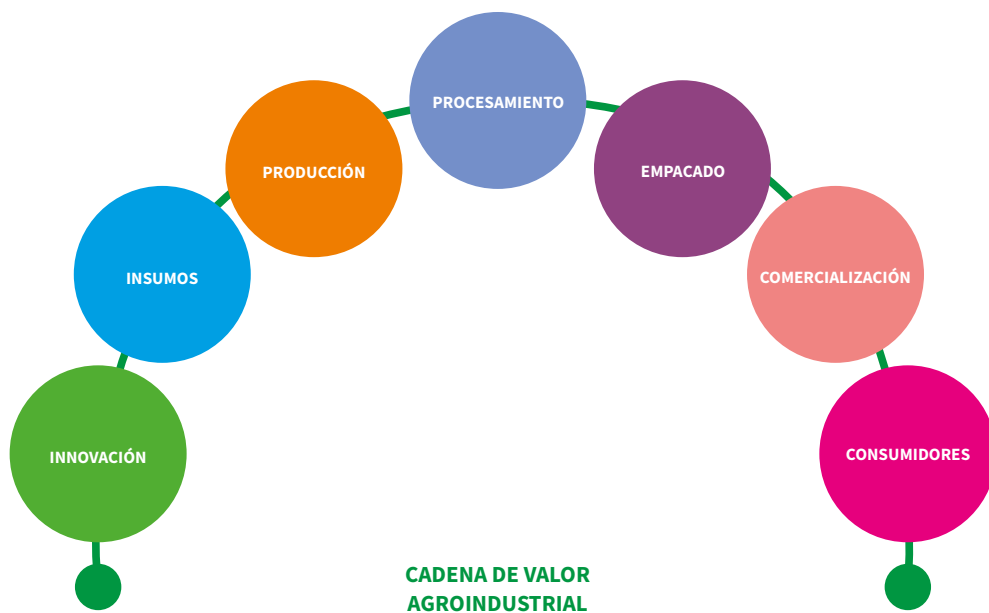 INNOVACIÓN
INSUMOS
PRODUCCIÓN
PROCESAMIENTO
EMPACADO
COMERCIALIZACIÓN
CONSUMIDORES
CADENA DE VALOR
AGROINDUSTRIAL